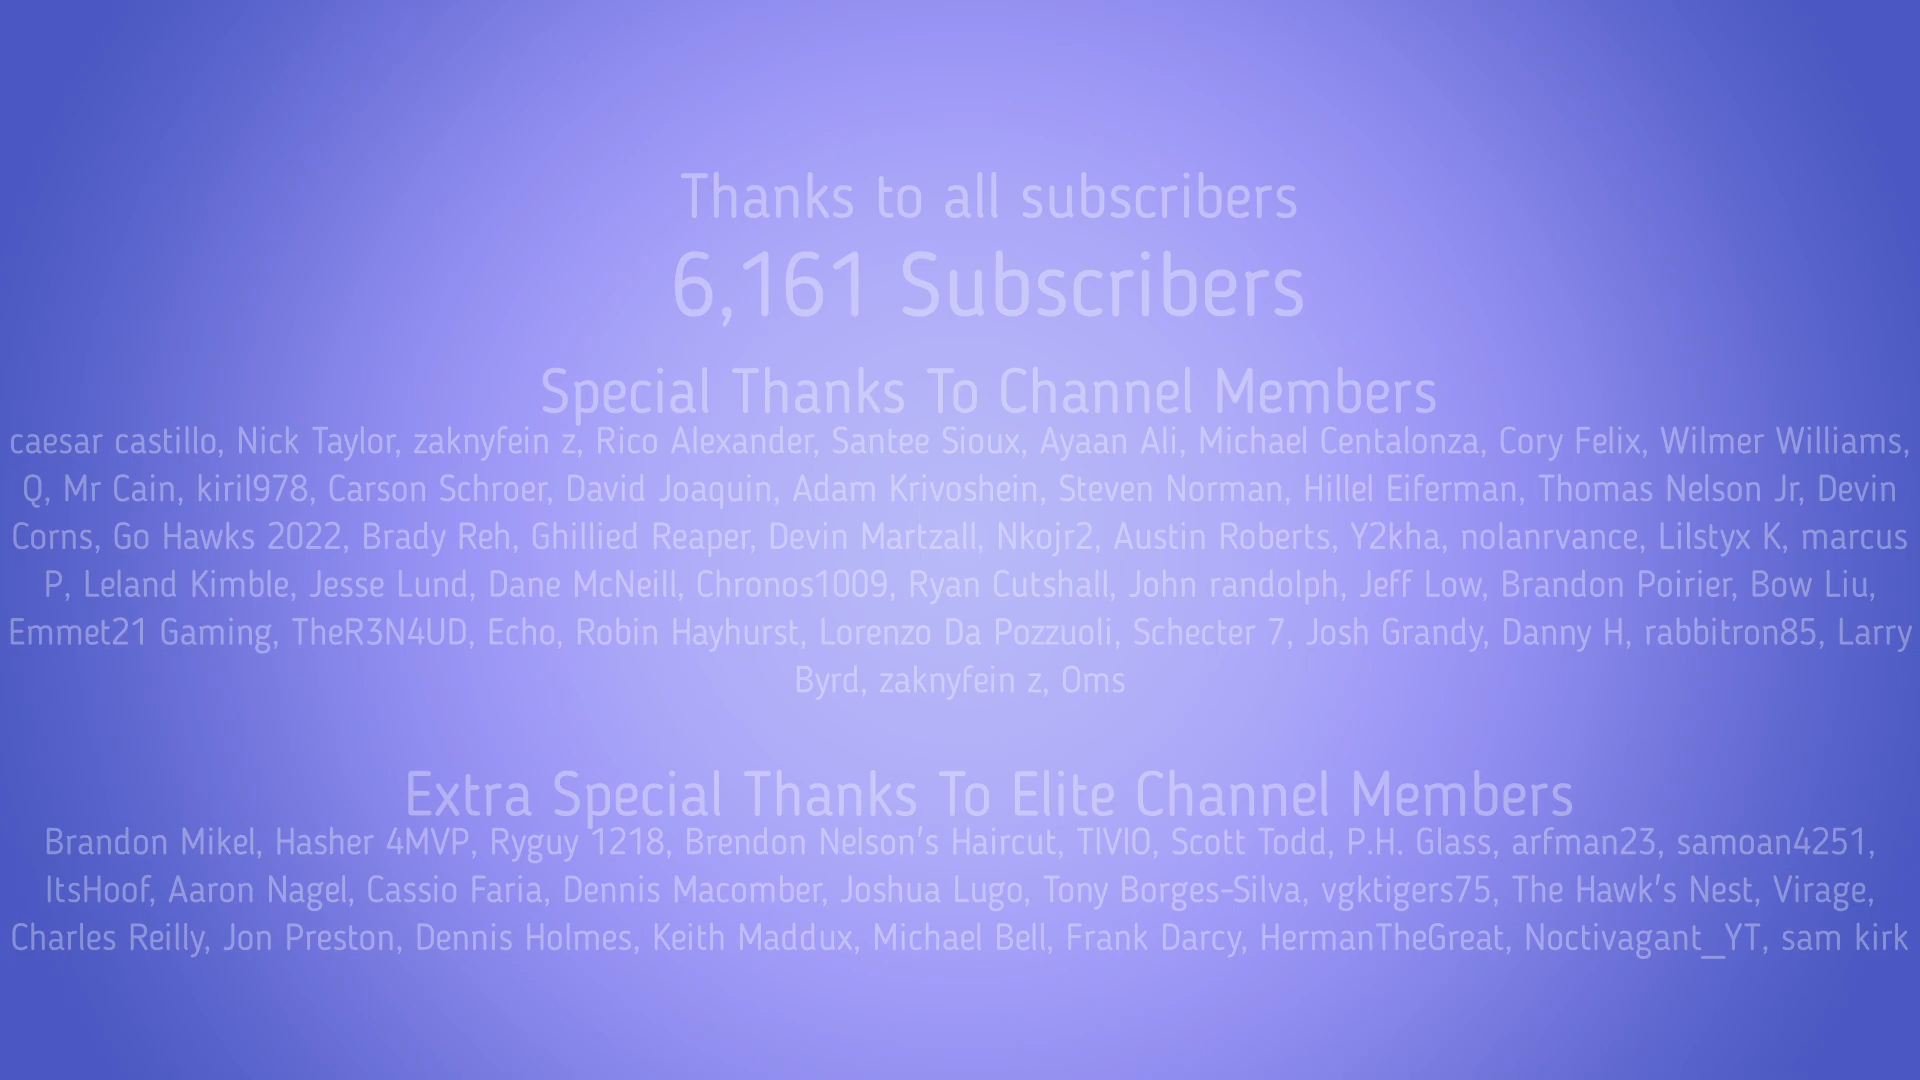 Thanks to all subscribers
6,161 Subscribers
Special Thanks To Channel Members
caesar castillo, Nick Taylor, zaknyfein z, Rico Alexander, Santee Sioux, Ayaan Ali, Michael Centalonza, Cory Felix, Wilmer Williams,
Q, Mr Cain, kiril978, Carson Schroer, David Joaquin, Adam Krivoshein, Steven Norman, Hillel Eiferman, Thomas Nelson Jr, Devin
Corns, Go Hawks 2022, Brady Reh, Ghillied Reaper, Devin Martzall, Nkojr2, Austin Roberts, Y2kha, nolanrvance, Lilstyx K, marcus
P, Leland Kimble, Jesse Lund, Dane McNeill, Chronos1009, Ryan Cutshall, John randolph, Jeff Low, Brandon Poirier, Bow Liu,
Emmet21 Gaming, TheR3N4UD, Echo, Robin Hayhurst, Lorenzo Da Pozzuoli, Schecter 7, Josh Grandy, Danny H, rabbitron85, Larry
Byrd, zaknyfein z, Oms
Extra Special Thanks To Elite Channel Members
Brandon Mikel, Hasher 4MVP, Ryguy 1218, Brendon Nelson's Haircut, TlVlO, Scott Todd, P.H. Glass, arfman23, samoan4251,
ItsHoof, Aaron Nagel, Cassio Faria, Dennis Macomber, Joshua Lugo, Tony Borges-Silva, vgktigers75, The Hawk's Nest, Virage,
Charles Reilly, Jon Preston, Dennis Holmes, Keith Maddux, Michael Bell, Frank Darcy, HermanTheGreat, Noctivagant_YT, sam kirk